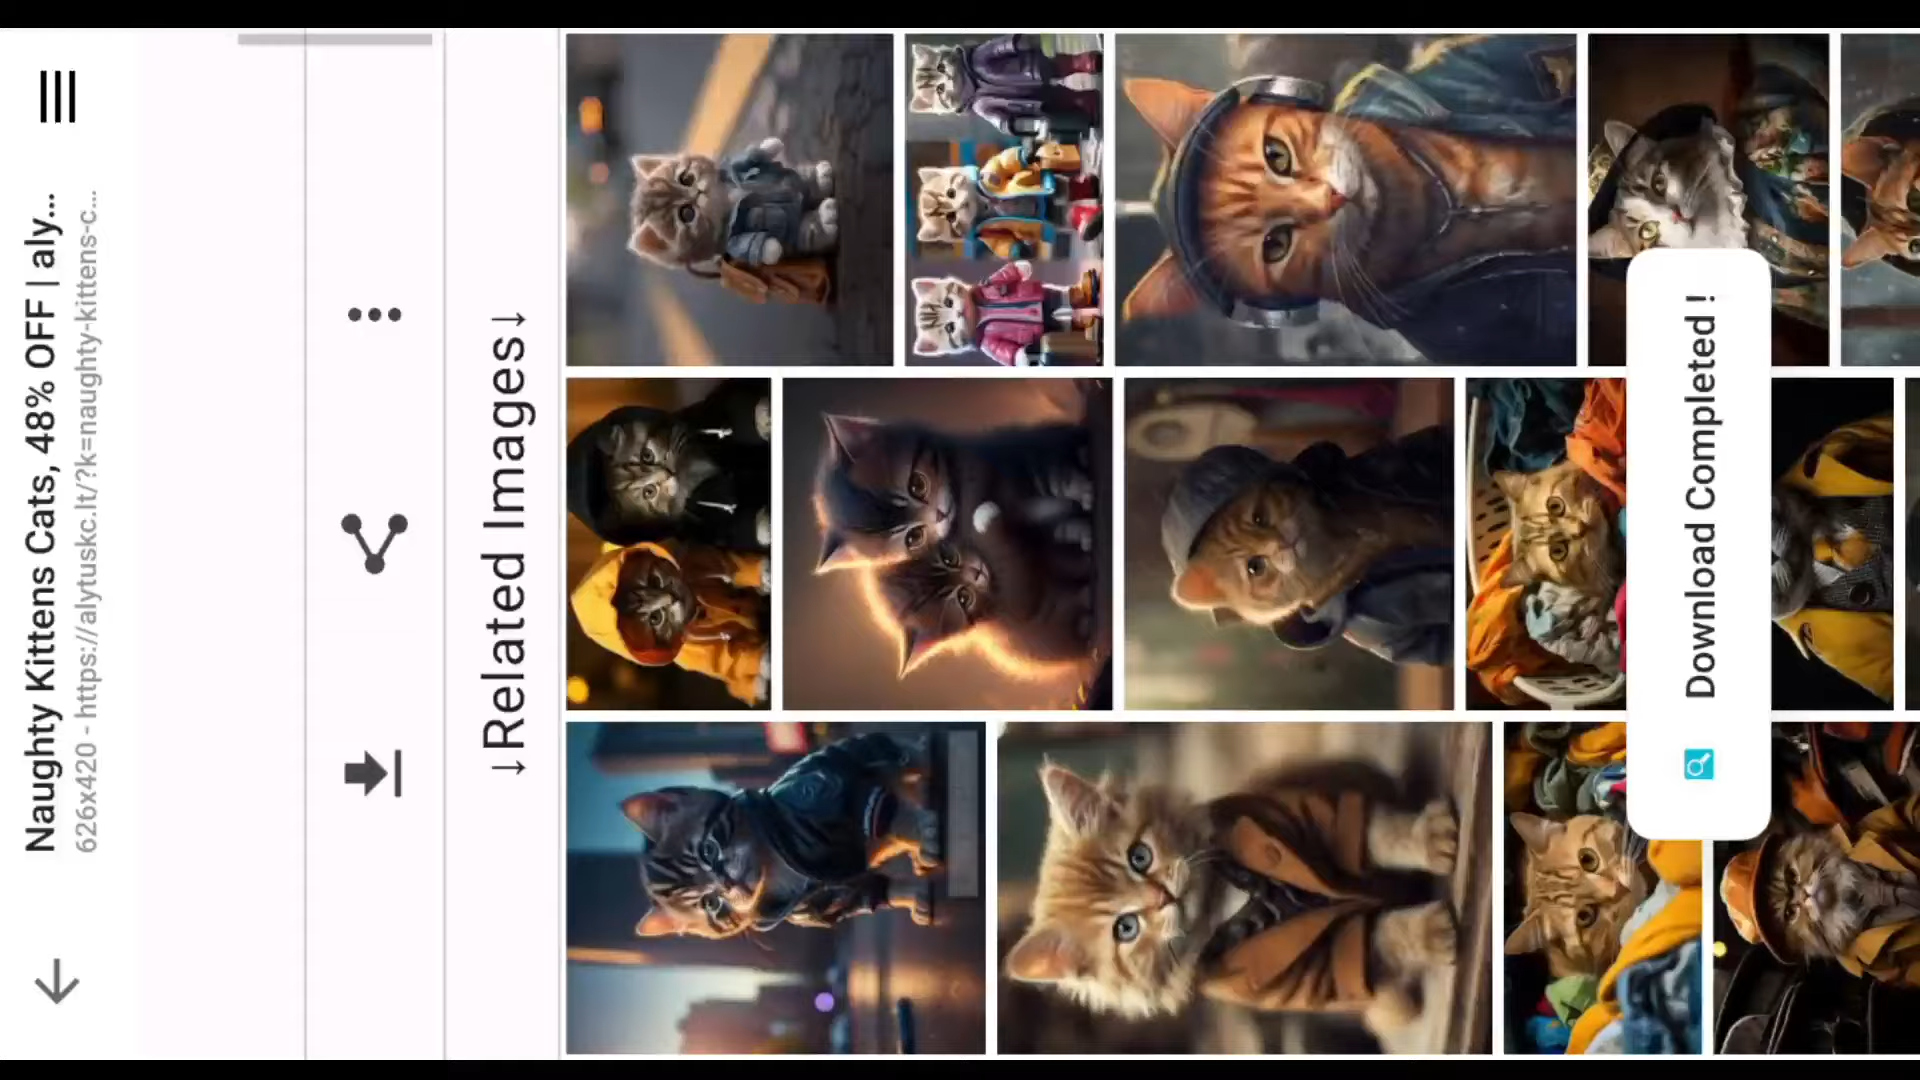 Naughty Kittens Cats, 48% OFF | aly...
626x420 - https://alytuskc.lt/?k=naughty-kittens-c...
↓Related Images↓
Download Completed !